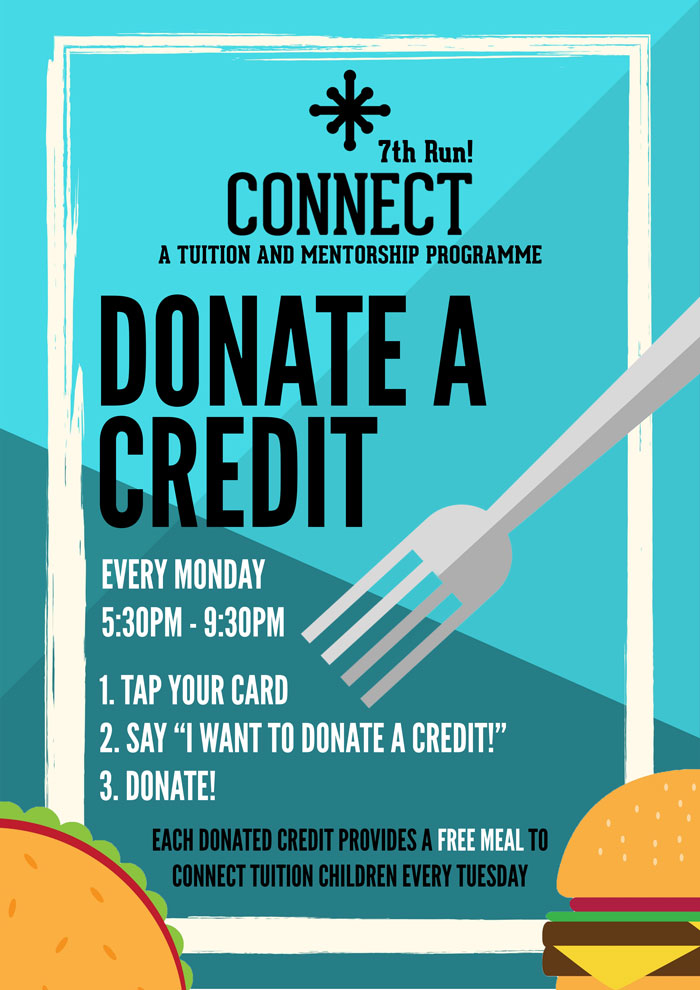 7th Run!
CONNECT
A TUITION AND MENTORSHIP PROGRAMME
DONATE A
CREDIT
EVERY MONDAY
5:30PM - 9:30PM
1. TAP YOUR CARD
2. SAY “I WANT TO DONATE A CREDIT!”
3. DONATE!
EACH DONATED CREDIT PROVIDES A FREE MEAL TO
CONNECT TUITION CHILDREN EVERY TUESDAY